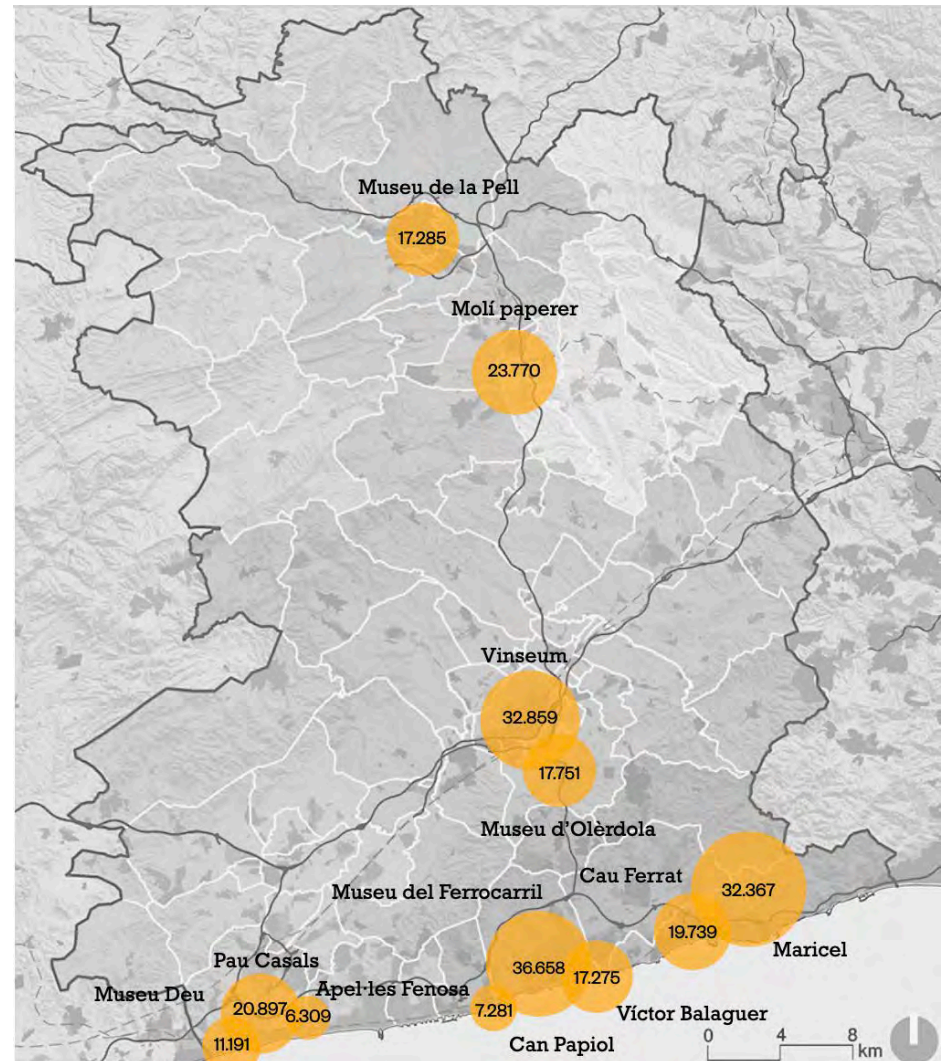 Museu de la Pell
17.285
Molí paperer
23.770
Vinseum
32.859
17.751
Museu d'Olèrdola
Cau Ferrat
Museu del Ferrocarril
32.367
19.739
Maricel
Pau Casals
36.658
17.275
Museu Deu
Apel·les Fenosa
20.897
6.309
7.281
Víctor Balaguer
11.191
Can Papiol
0 4 8
km